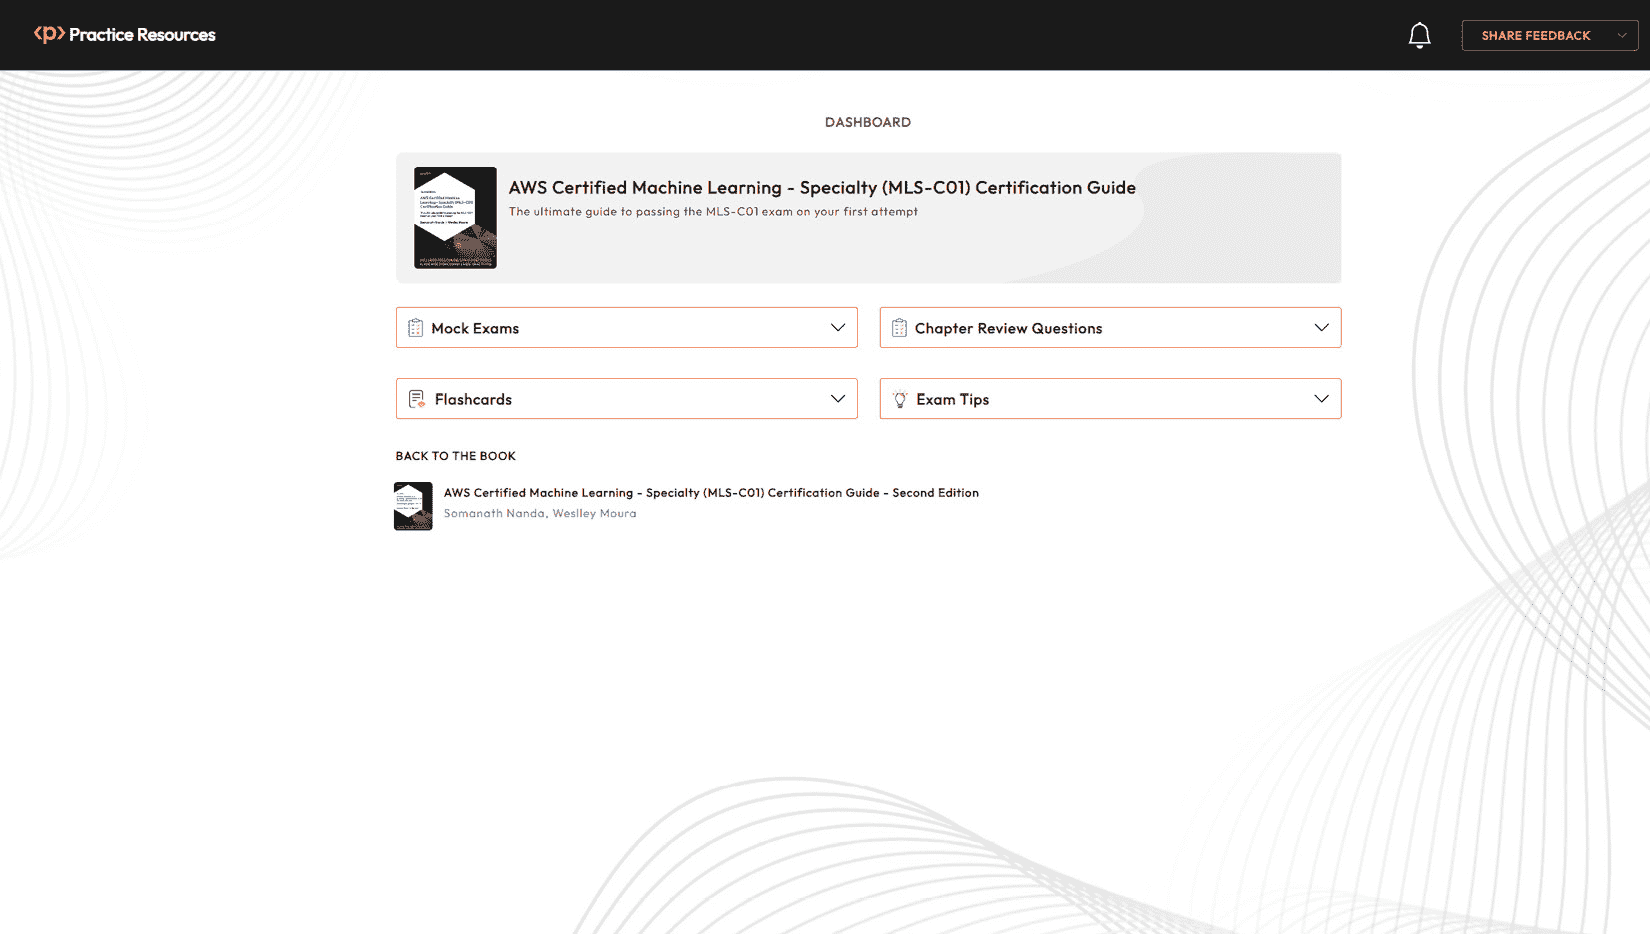 <p> Practice Resources
SHARE FEEDBACK
DASHBOARD
AWS Certified Machine Learning - Specialty (MLS-C01) Certification Guide
The ultimate guide to passing the MLS-C01 exam on your first attempt
Mock Exams
Chapter Review Questions
Flashcards
Exam Tips
BACK TO THE BOOK
AWS Certified Machine Learning - Specialty (MLS-C01) Certification Guide - Second Edition
Somanath Nanda, Weslley Moura